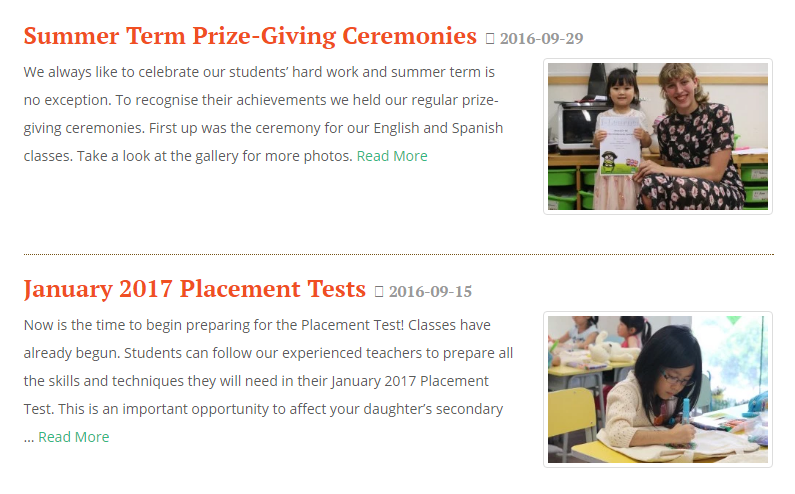 Summer Term Prize-Giving Ceremonies 2016-09-29
We always like to celebrate our students’ hard work and summer term is
no exception. To recognise their achievements we held our regular prize-
giving ceremonies. First up was the ceremony for our English and Spanish
classes. Take a look at the gallery for more photos. Read More
January 2017 Placement Tests 2016-09-15
Now is the time to begin preparing for the Placement Test! Classes have
already begun. Students can follow our experienced teachers to prepare all
the skills and techniques they will need in their January 2017 Placement
Test. This is an important opportunity to affect your daughter’s secondary
... Read More